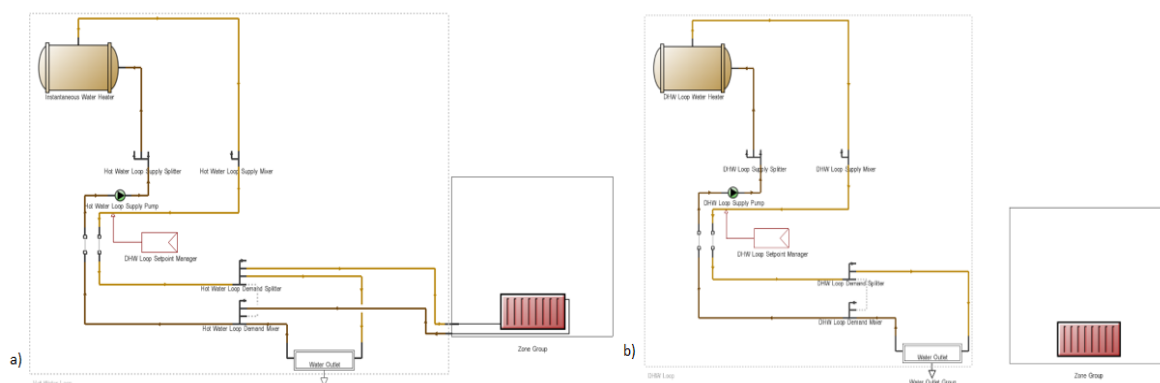 Instantaneous Water Heater
Hot Water Loop Supply Splitter
Hot Water Loop Supply Mixer
Hot Water Loop Supply Pump
DHW Loop Setpoint Manager
Hot Water Loop Demand Splitter
Hot Water Loop Demand Mixer
Water Outlet
Zone Group
a)
Hot Water Loop
DHW Loop Water Heater
DHW Loop Supply Splitter
DHW Loop Supply Mixer
DHW Loop Supply Pump
DHW Loop Setpoint Manager
DHW Loop Demand Splitter
DHW Loop Demand Mixer
Water Outlet
b)
DHW Loop
Water Outlet Group
Zone Group